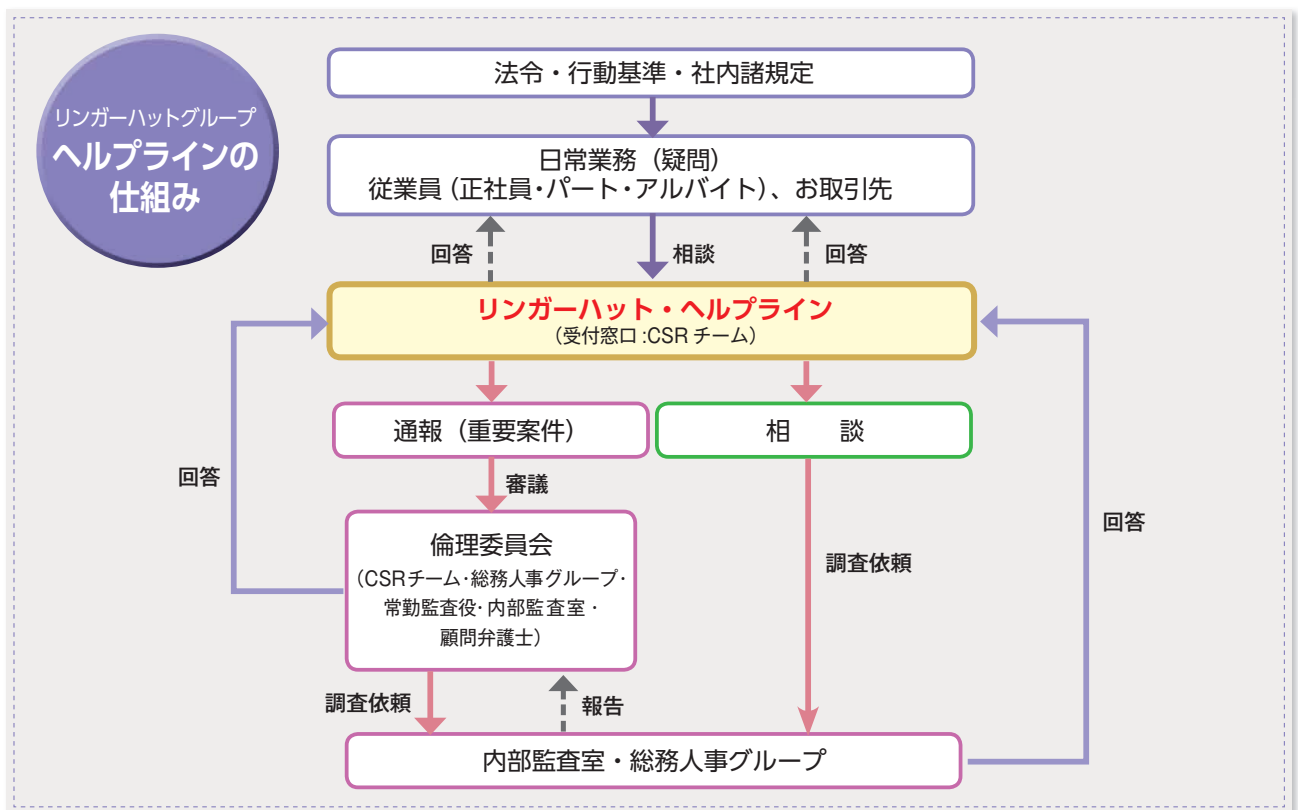 リンガーハットグループ
ヘルプラインの
仕組み
法令・行動基準・社内諸規定
日常業務（疑問）
従業員（正社員・パート・アルバイト）、お取引先
回答
相談
回答
リンガーハット・ヘルプライン
（受付窓口：CSRチーム）
通報（重要案件）
相　談
回答
審議
倫理委員会
（CSRチーム・総務人事グループ・
常勤監査役・内部監査室・
顧問弁護士）
調査依頼
回答
調査依頼
報告
内部監査室・総務人事グループ